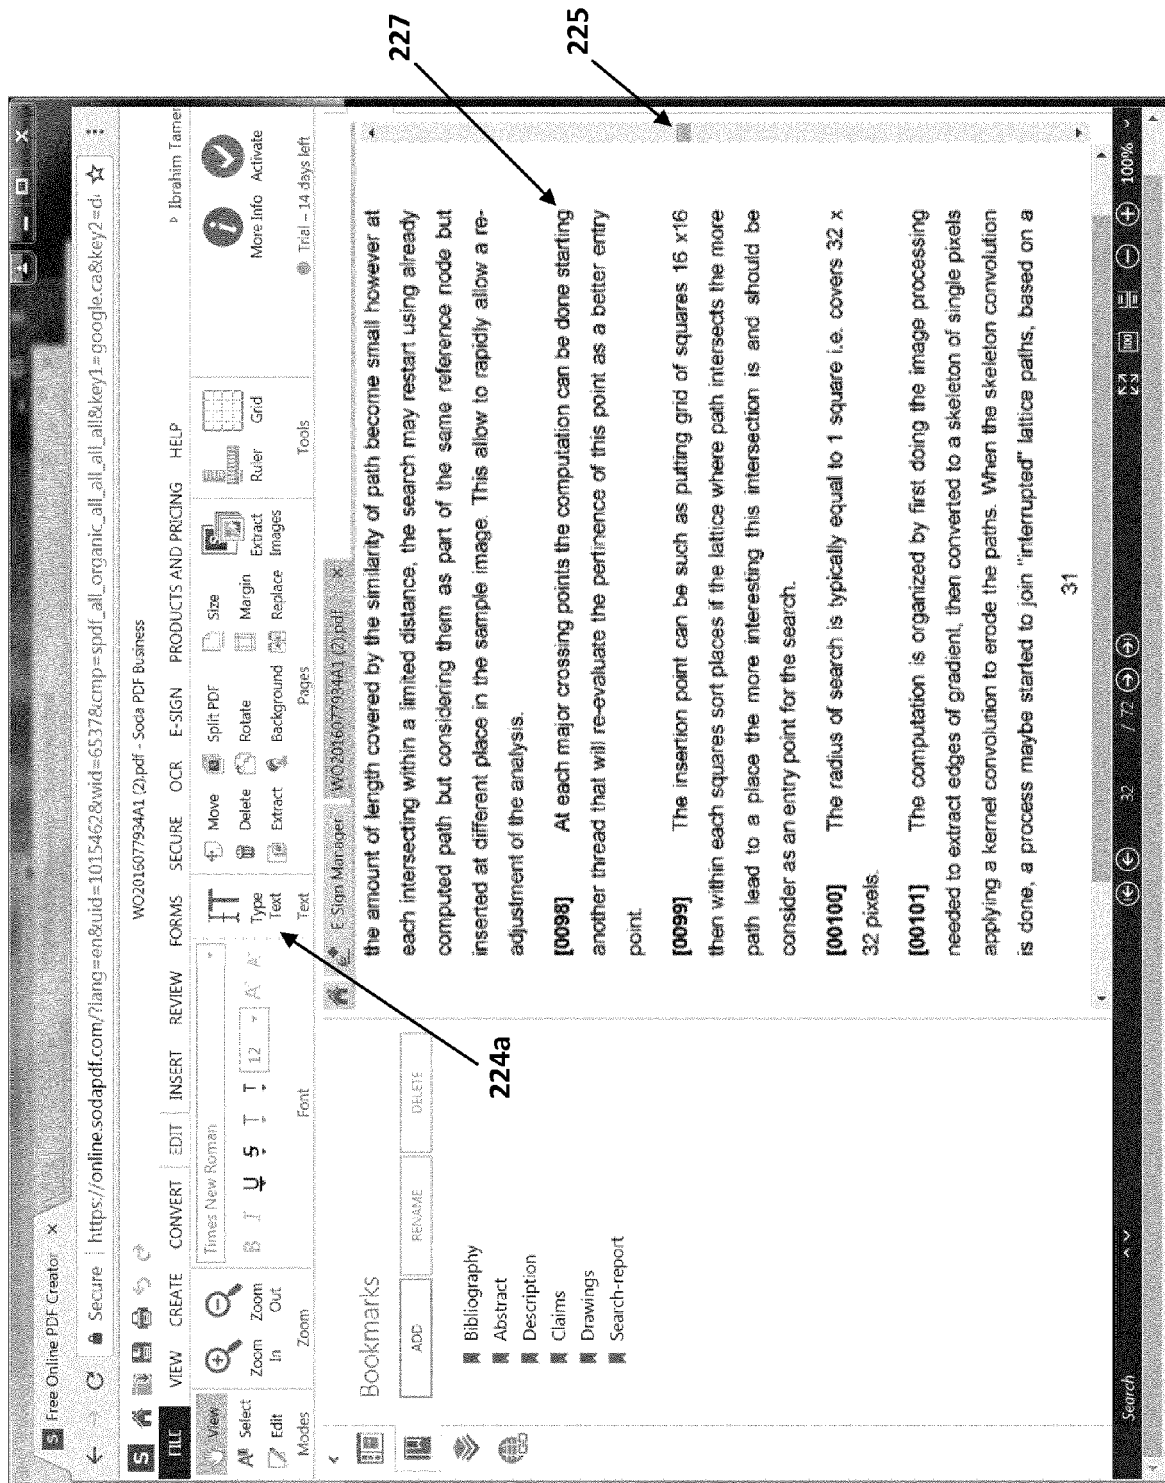 Free Online PDF Creator ×
Secure | https://online.sodapdf.com/?lang=en&uid=1015462&wid=6537&cmp=spdf_all_organic_all_all_all_all&key1=google.ca&key2=di
WO2016077934A1 (2).pdf - Soda PDF Business
FILE VIEW CREATE CONVERT EDIT INSERT REVIEW FORMS SECURE OCR E-SIGN PRODUCTS AND PRICING HELP Ibrahim Tamer
View
Select
Edit
Modes
Zoom In
Zoom Out
Zoom
Times New Roman
B I U S T T 12 A A
Font
Type Text
Text
Move Split PDF Size
Delete Rotate Margin
Extract Background Replace
Extract Images
Pages
Ruler Grid
Tools
More Info Activate
Trial – 14 days left
224a
227
225
Bookmarks
ADD RENAME DELETE
Bibliography
Abstract
Description
Claims
Drawings
Search-report
E-Sign Manager WO2016077934A1 (2).pdf ×
the amount of length covered by the similarity of path become small however at
each intersecting within a limited distance, the search may restart using already
computed path but considering them as part of the same reference node but
inserted at different place in the sample image. This allow to rapidly allow a re-
adjustment of the analysis.
[0098] At each major crossing points the computation can be done starting
another thread that will re-evaluate the pertinence of this point as a better entry
point.
[0099] The insertion point can be such as putting grid of squares 16 x16
then within each squares sort places if the lattice where path intersects the more
path lead to a place the more interesting this intersection is and should be
consider as an entry point for the search.
[00100] The radius of search is typically equal to 1 square i.e. covers 32 x
32 pixels.
[00101] The computation is organized by first doing the image processing
needed to extract edges of gradient, then converted to a skeleton of single pixels
applying a kernel convolution to erode the paths. When the skeleton convolution
is done, a process maybe started to join "interrupted" lattice paths, based on a
31
Search 32 / 72 100 100%